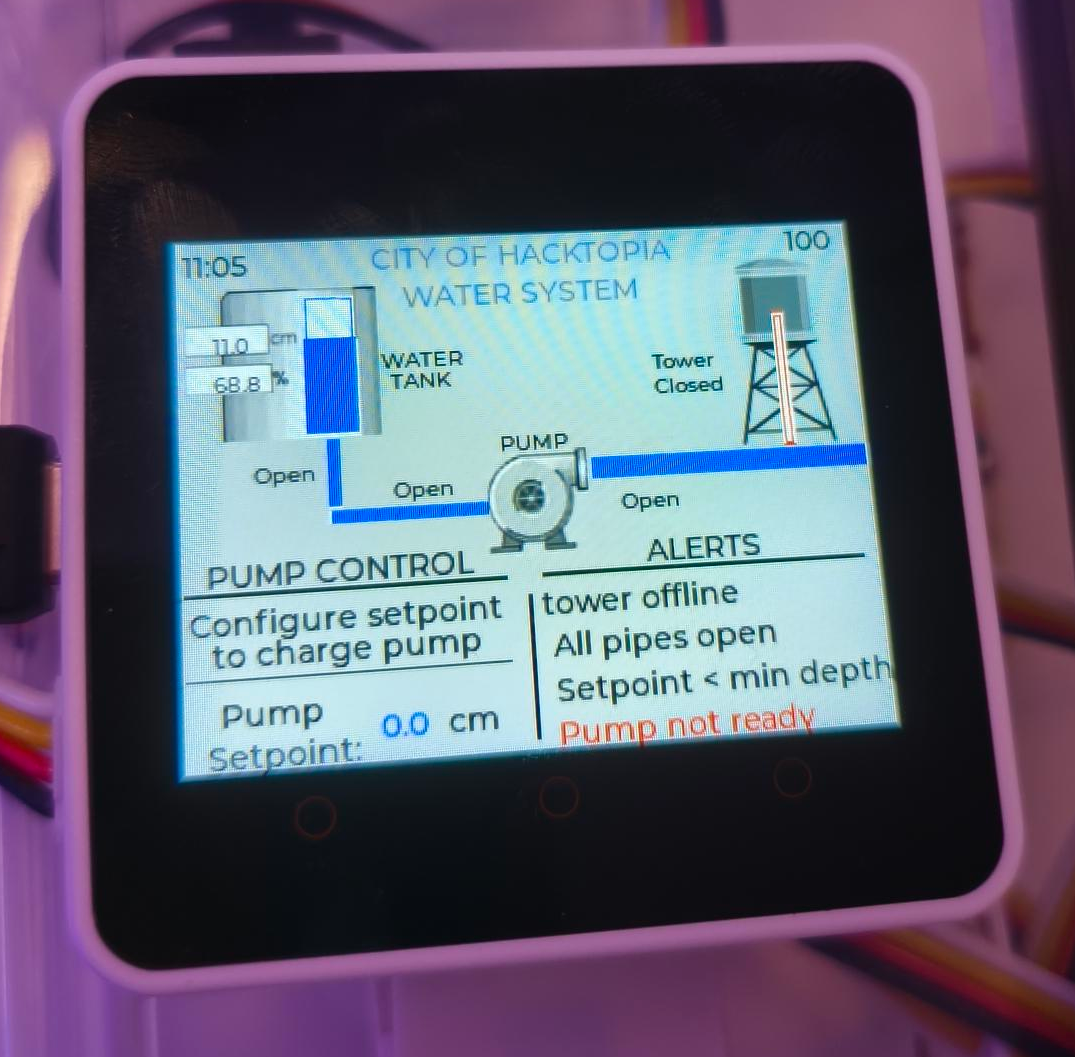 11:05
CITY OF HACKTOPIA
WATER SYSTEM
100
11.0 cm
68.8 %
WATER
TANK
Tower
Closed
PUMP
Open
Open
Open
PUMP CONTROL
Configure setpoint
to charge pump
Pump
Setpoint:
0.0 cm
ALERTS
tower offline
All pipes open
Setpoint < min depth
Pump not ready